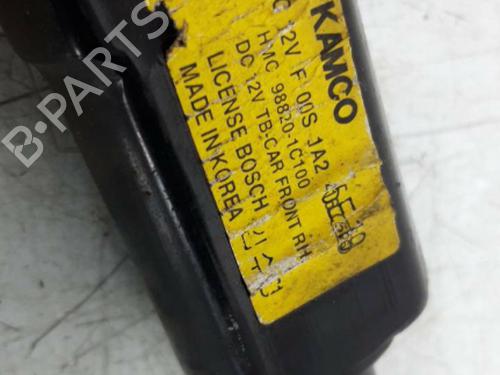 KAMCO
12V F 00S 1A2
HMC 98820-1C100
DC 12V TB-CAR FRONT RH
LICENSE BOSCH
MADE IN KOREA
B-PARTS